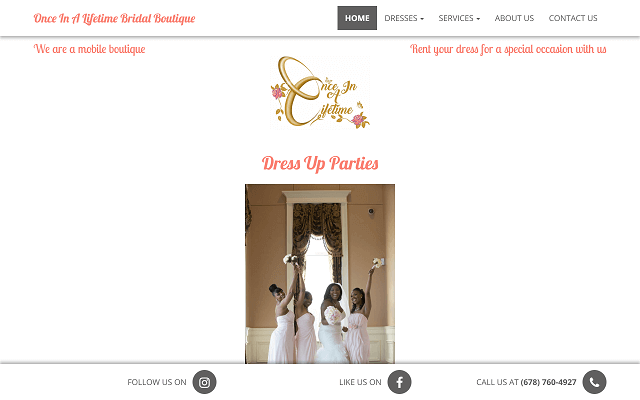 Once In A Lifetime Bridal Boutique
HOME
DRESSES
SERVICES
ABOUT US
CONTACT US
We are a mobile boutique
Rent your dress for a special occasion with us
Once In
A
Lifetime
Dress Up Parties
FOLLOW US ON
LIKE US ON
CALL US AT (678) 760-4927